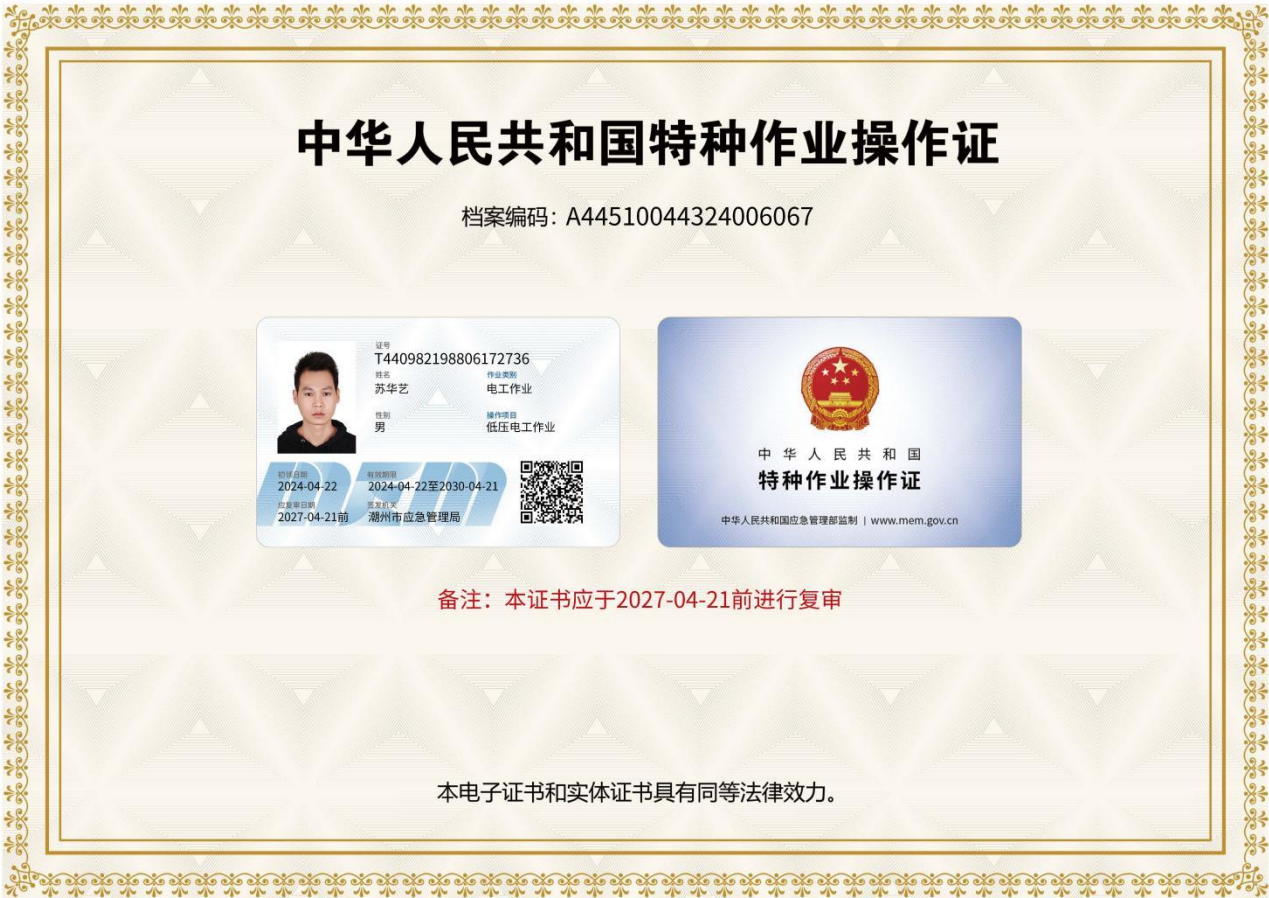 中华人民共和国特种作业操作证
档案编码：A44510044324006067
证号
T440982198806172736
姓名
作业类别
苏华艺
电工作业
性别
操作项目
男
低压电工作业
初领日期
有效期限
2024-04-22
2024-04-22至2030-04-21
应复审日期
签发机关
2027-04-21前
潮州市应急管理局
中华人民共和国
特种作业操作证
中华人民共和国应急管理部监制 | www.mem.gov.cn
备注：本证书应于2027-04-21前进行复审
本电子证书和实体证书具有同等法律效力。